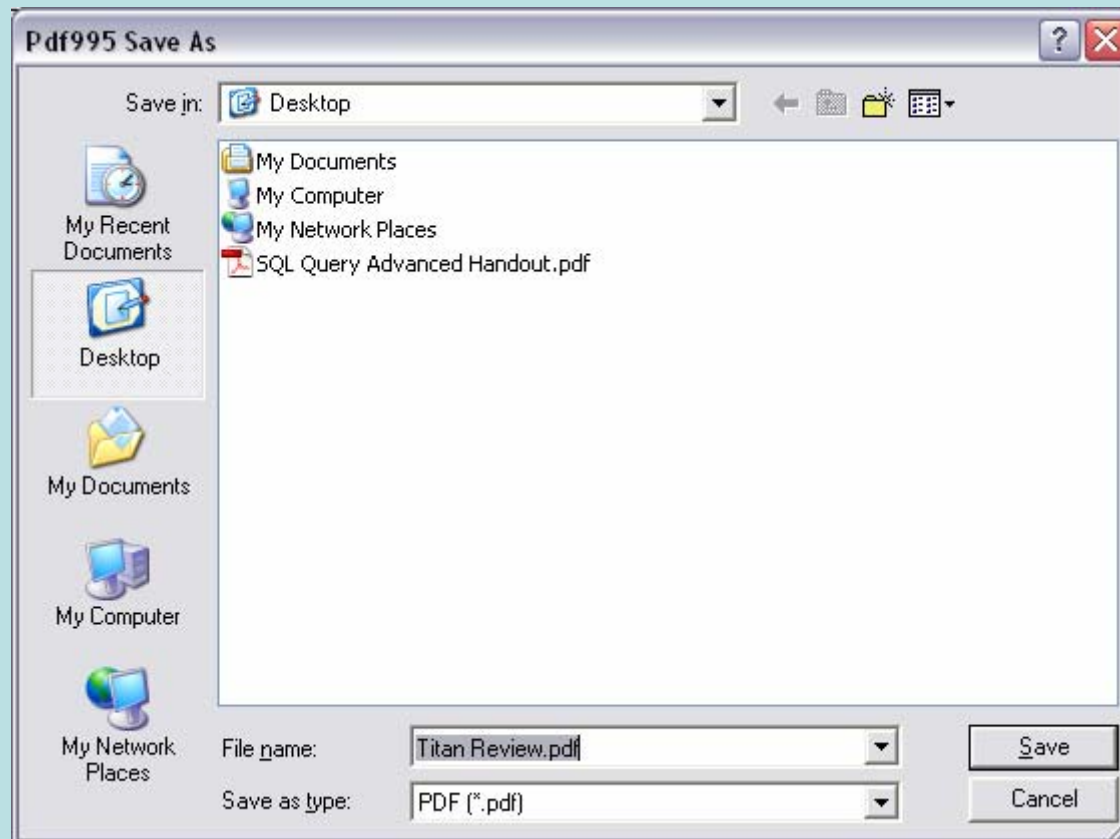 Pdf995 Save As
Save in:
Desktop
My Recent
Documents
Desktop
My Documents
My Computer
My Network
Places
My Documents
My Computer
My Network Places
SQL Query Advanced Handout.pdf
File name:
Titan Review.pdf
Save
Save as type:
PDF (*.pdf)
Cancel